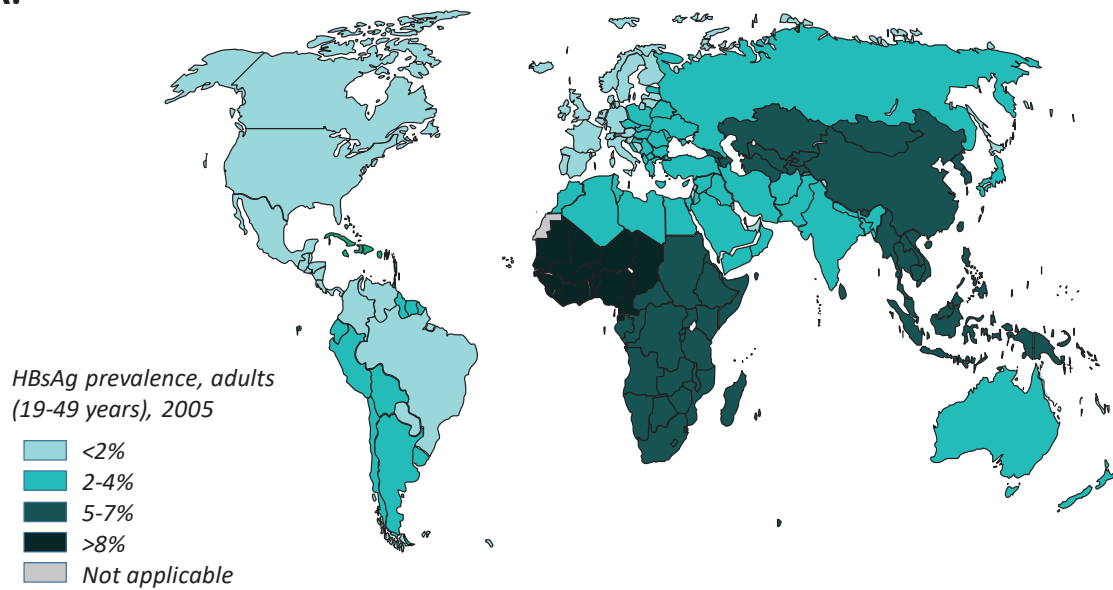 HBsAg prevalence, adults
(19-49 years), 2005
<2%
2-4%
5-7%
>8%
Not applicable